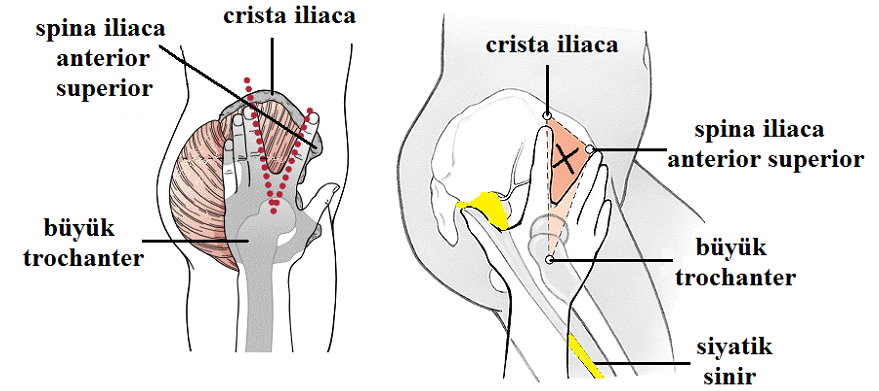 crista iliaca
spina iliaca
anterior
superior
büyük
trochanter
crista iliaca
spina iliaca
anterior superior
büyük
trochanter
siyatik
sinir